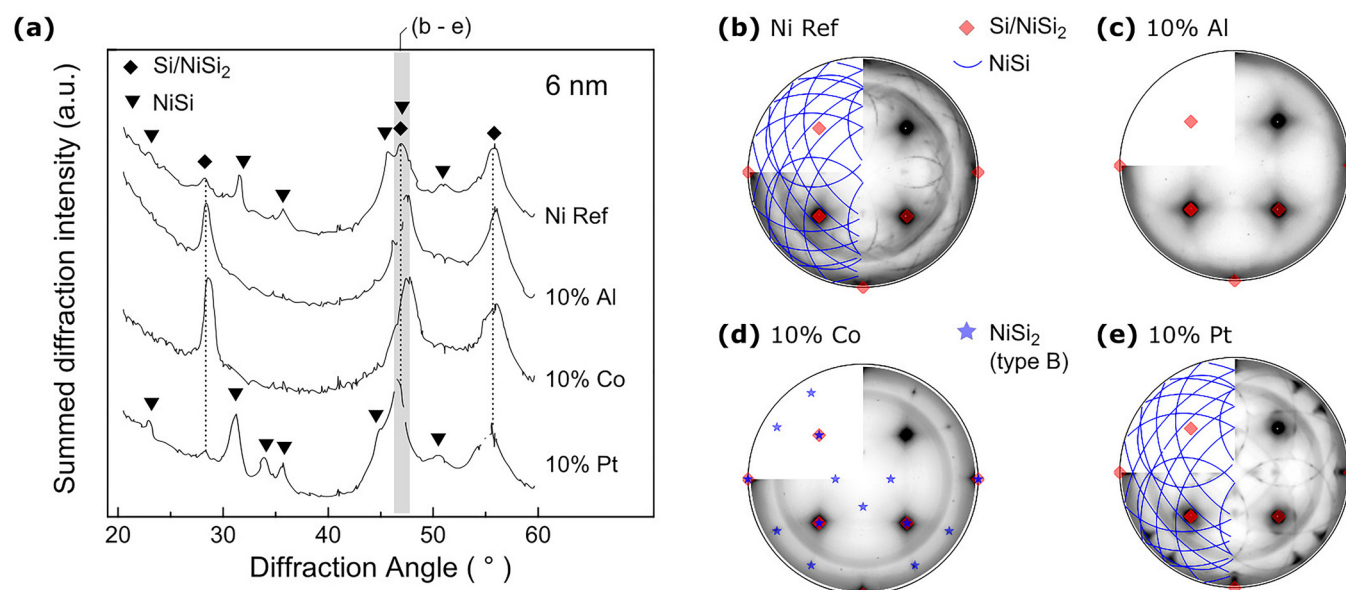 (a)
(b - e)
Summed diffraction intensity (a.u.)
Si/NiSi2
NiSi
6 nm
Ni Ref
10% Al
10% Co
10% Pt
20 30 40 50 60
Diffraction Angle ( ° )
(b) Ni Ref
Si/NiSi2
NiSi
(c) 10% Al
(d) 10% Co
NiSi2
(type B)
(e) 10% Pt